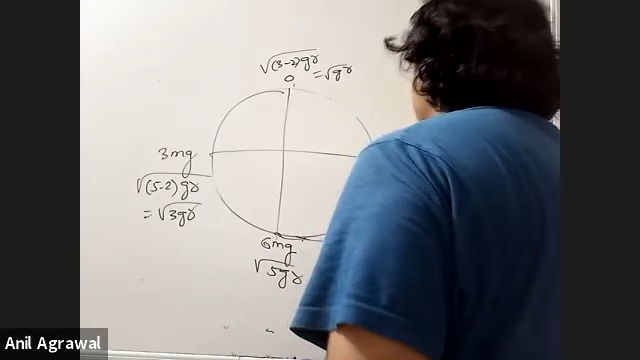 √(3-2)gr
0 = √gr
3mg
√(5-2)gr
= √3gr
6mg
√5gr
Anil Agrawal